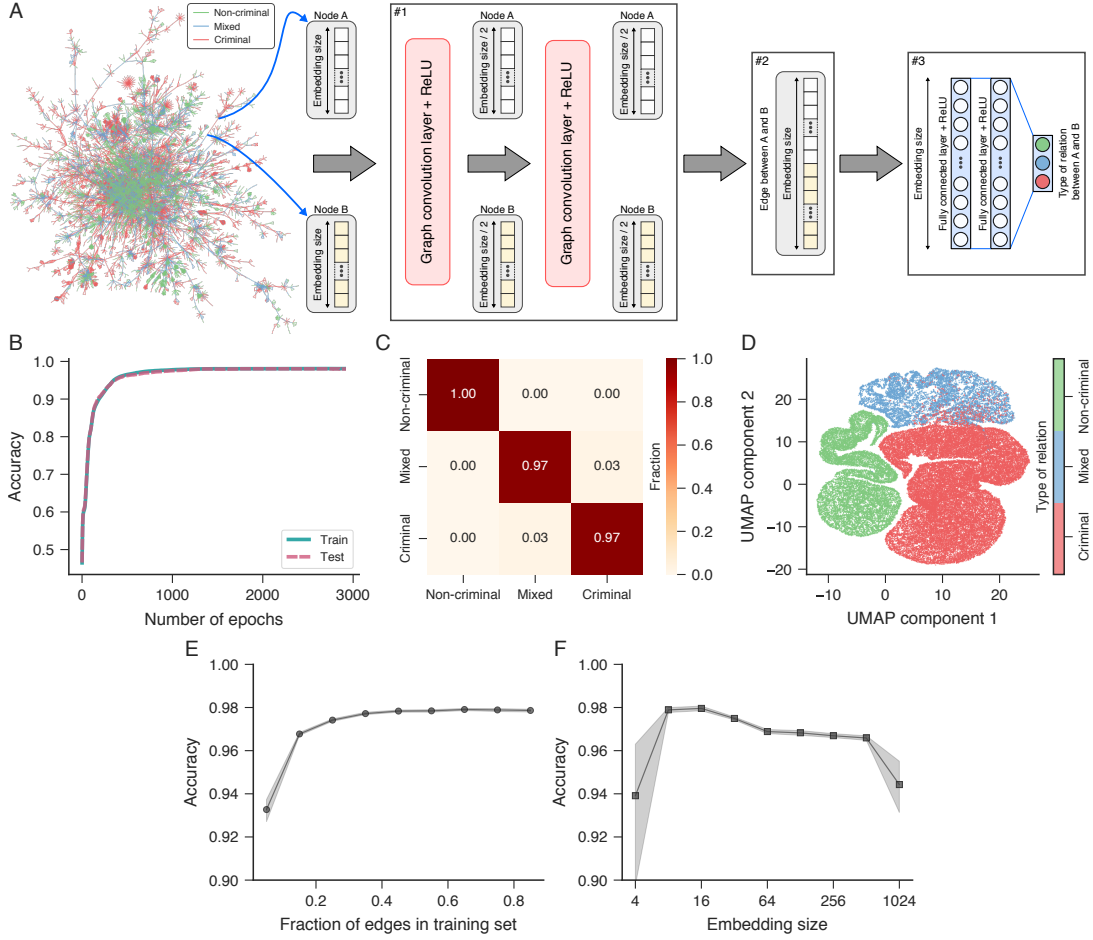 A
Non-criminal
Mixed
Criminal
Node A
Embedding size
Node B
Embedding size
#1
Graph convolution layer + ReLU
Node A
Embedding size / 2
Node B
Embedding size / 2
Graph convolution layer + ReLU
Node A
Embedding size / 2
Node B
Embedding size / 2
#2
Edge between A and B
Embedding size
#3
Embedding size
Fully connected layer + ReLU
Fully connected layer + ReLU
Type of relation
between A and B
B
Accuracy
1.0
0.9
0.8
0.7
0.6
0.5
Train
Test
0
1000
2000
3000
Number of epochs
C
Non-criminal
Mixed
Criminal
1.00
0.00
0.00
0.00
0.97
0.03
0.00
0.03
0.97
Non-criminal
Mixed
Criminal
Fraction
1.0
0.8
0.6
0.4
0.2
0.0
D
UMAP component 2
20
10
0
−10
−20
−10
0
10
20
UMAP component 1
Type of relation
Non-criminal
Mixed
Criminal
E
Accuracy
1.00
0.98
0.96
0.94
0.92
0.90
0.2
0.4
0.6
0.8
Fraction of edges in training set
F
Accuracy
1.00
0.98
0.96
0.94
0.92
0.90
4
16
64
256
1024
Embedding size